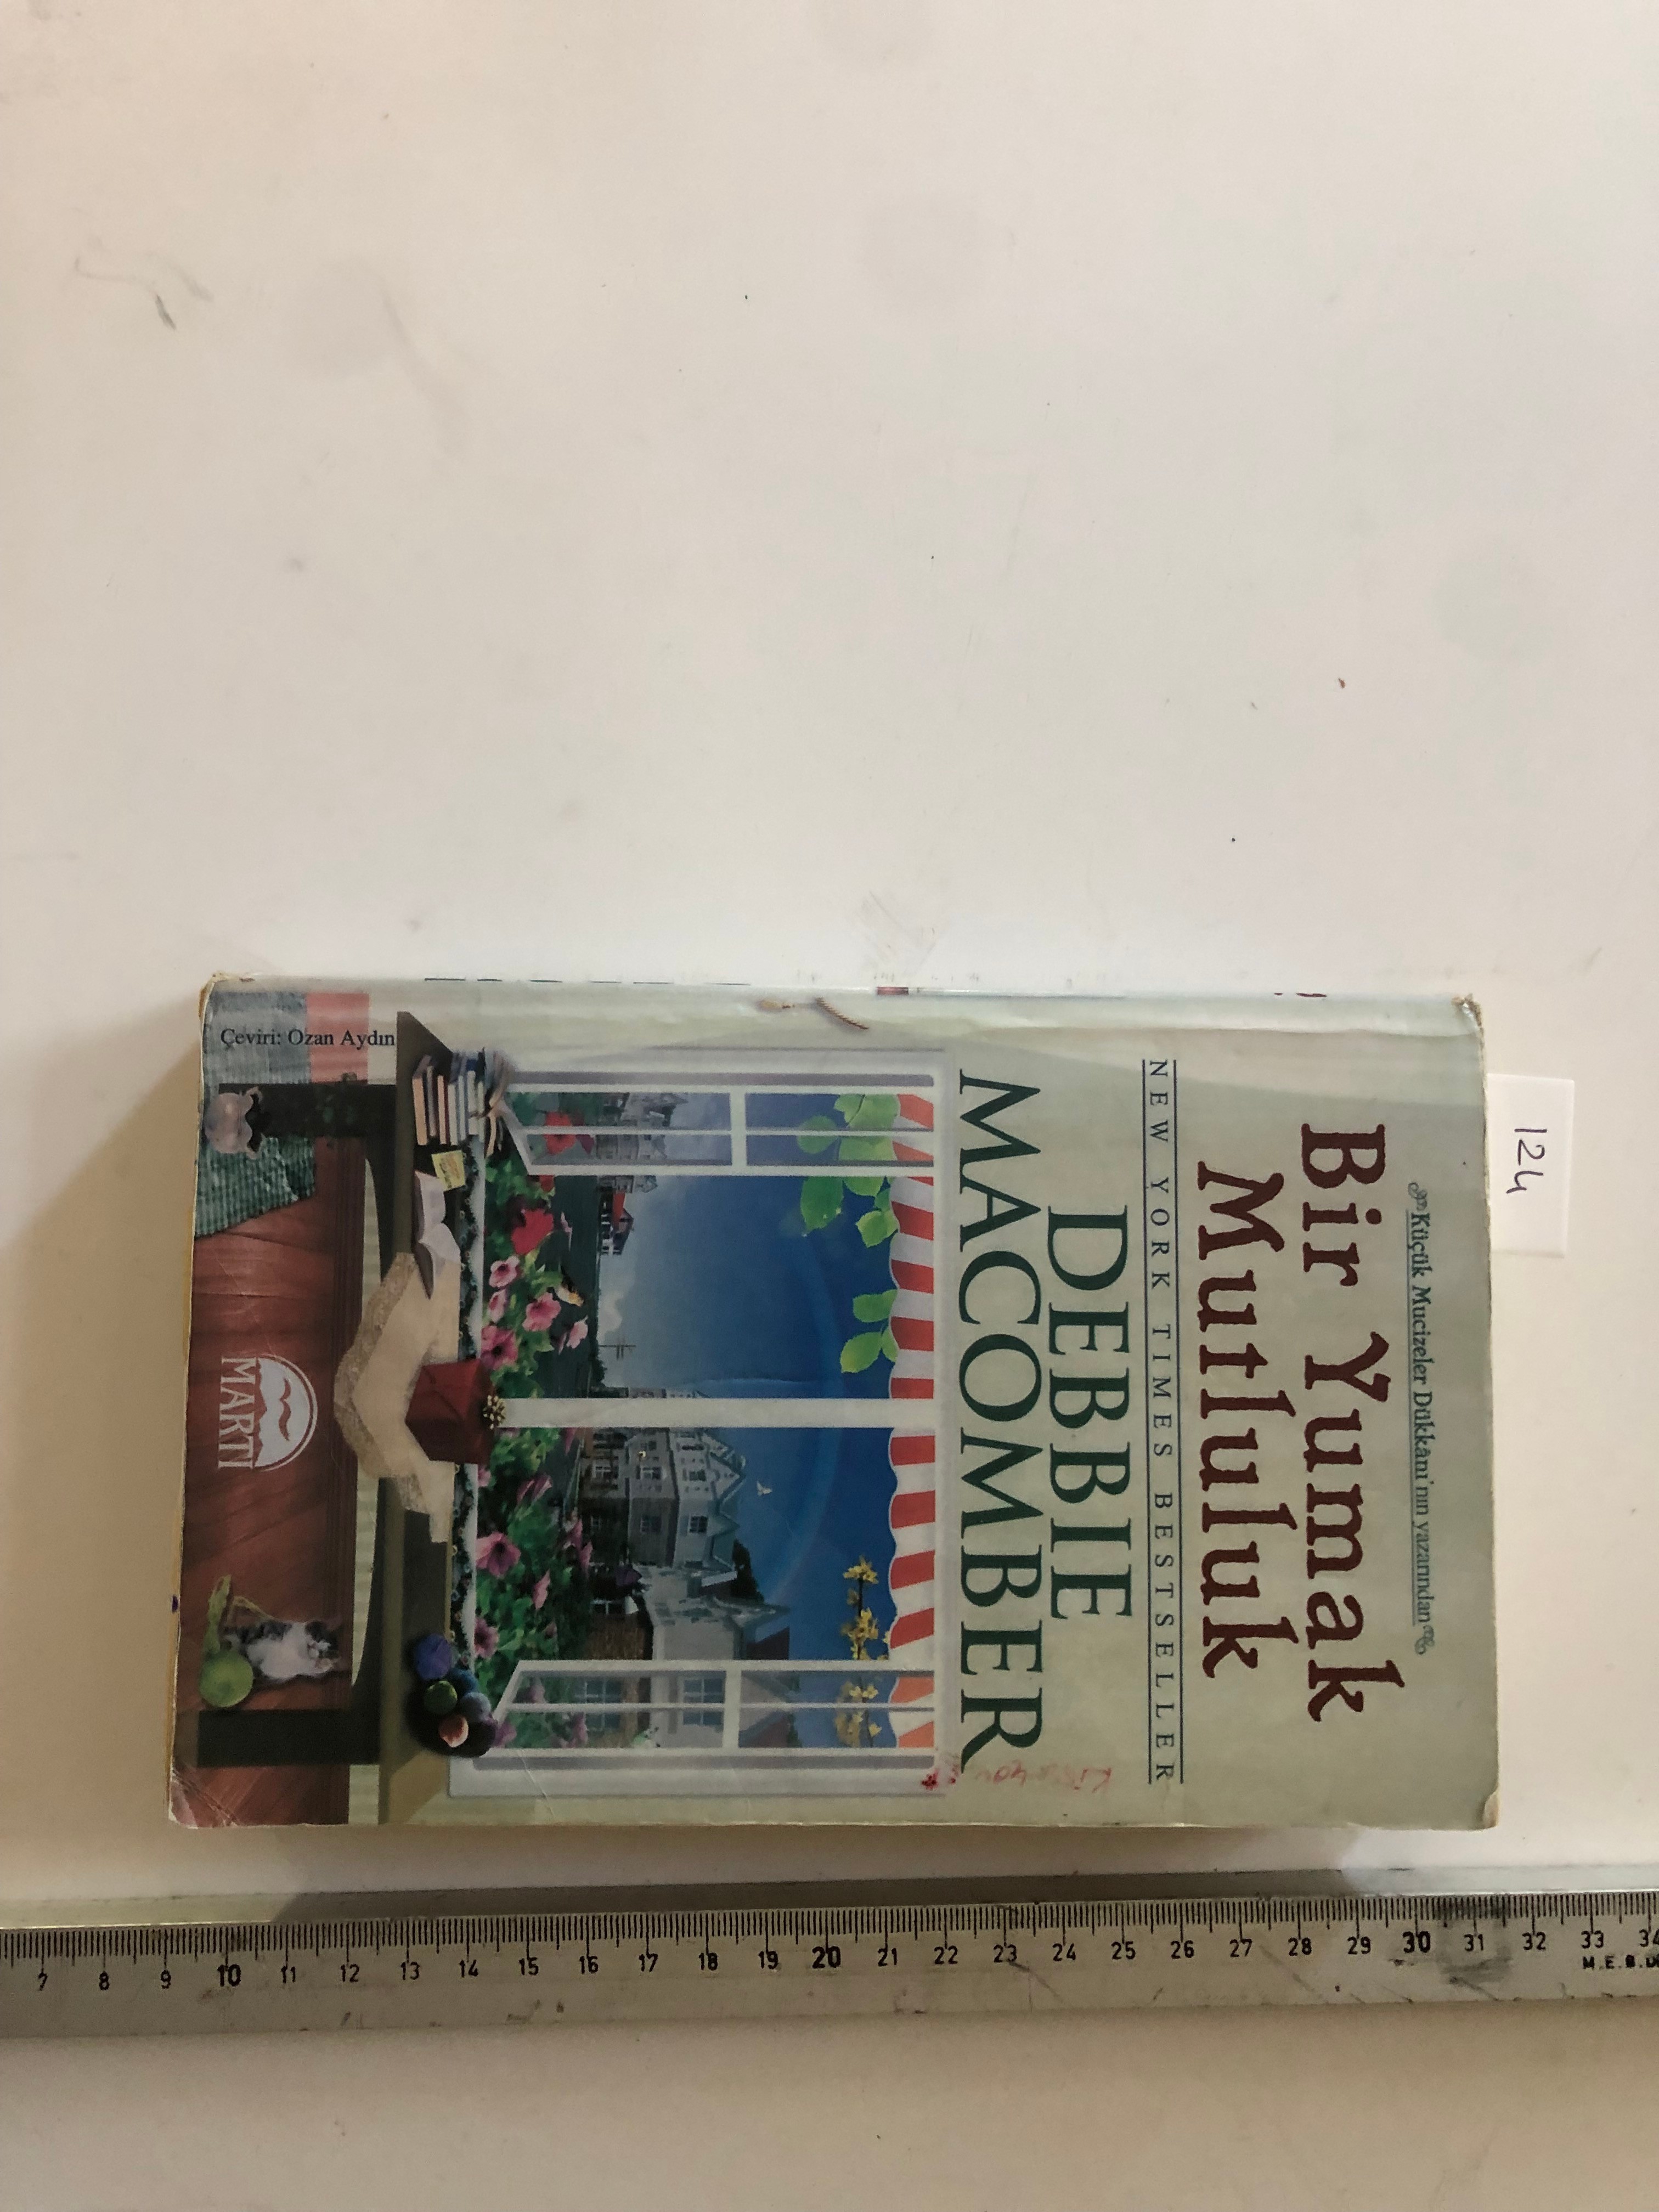 Küçük Mucizeler Dükkânı'nın yazarından
Bir Yumak
Mutluluk
NEW YORK TIMES BESTSELLER
DEBBIE
MACOMBER
Çeviri: Ozan Aydın
MARTI
124
7 8 9 10 11 12 13 14 15 16 17 18 19 20 21 22 23 24 25 26 27 28 29 30 31 32 33 34